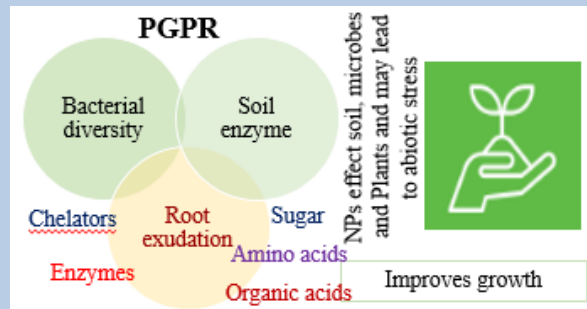 PGPR
Bacterial
diversity
Soil
enzyme
Chelators
Root
exudation
Sugar
Amino acids
Enzymes
Organic acids
NPs effect soil, microbes
and Plants and may lead
to abiotic stress
Improves growth